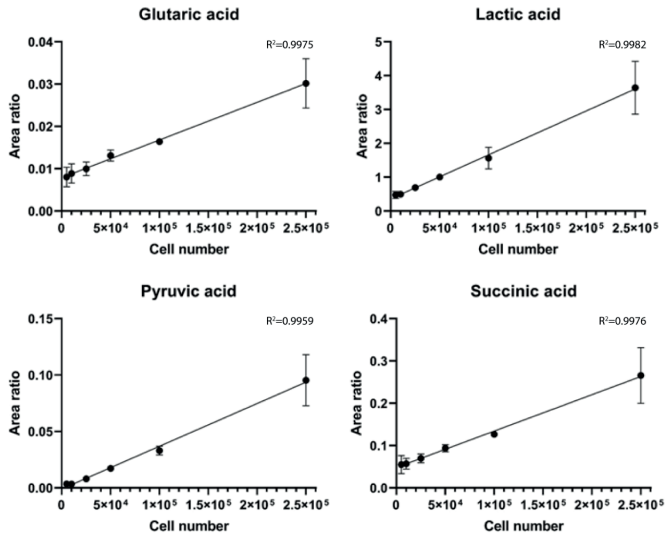 Glutaric acid
R²=0.9975
Area ratio
0.04
0.03
0.02
0.01
0.00
0 5×10⁴ 1×10⁵ 1.5×10⁵ 2×10⁵ 2.5×10⁵
Cell number
Lactic acid
R²=0.9982
Area ratio
5
4
3
2
1
0
0 5×10⁴ 1×10⁵ 1.5×10⁵ 2×10⁵ 2.5×10⁵
Cell number
Pyruvic acid
R²=0.9959
Area ratio
0.15
0.10
0.05
0.00
0 5×10⁴ 1×10⁵ 1.5×10⁵ 2×10⁵ 2.5×10⁵
Cell number
Succinic acid
R²=0.9976
Area ratio
0.4
0.3
0.2
0.1
0.0
0 5×10⁴ 1×10⁵ 1.5×10⁵ 2×10⁵ 2.5×10⁵
Cell number